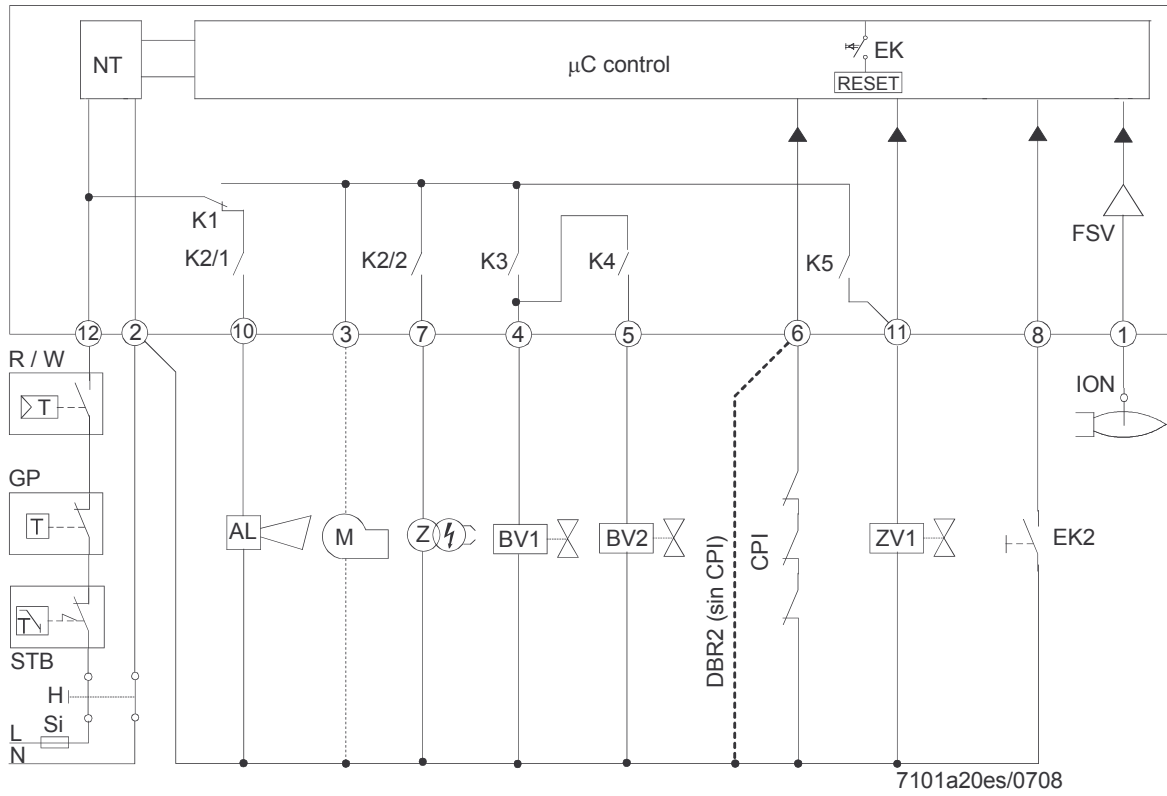 NT
µC control
EK
RESET
FSV
K1
K2/1
K2/2
K3
K4
K5
12
2
10
3
7
4
5
6
11
8
1
R / W
T
GP
T
STB
T
H
Si
L
N
AL
M
Z
BV1
BV2
DBR2 (sin CPI)
CPI
ZV1
EK2
ION
7101a20es/0708